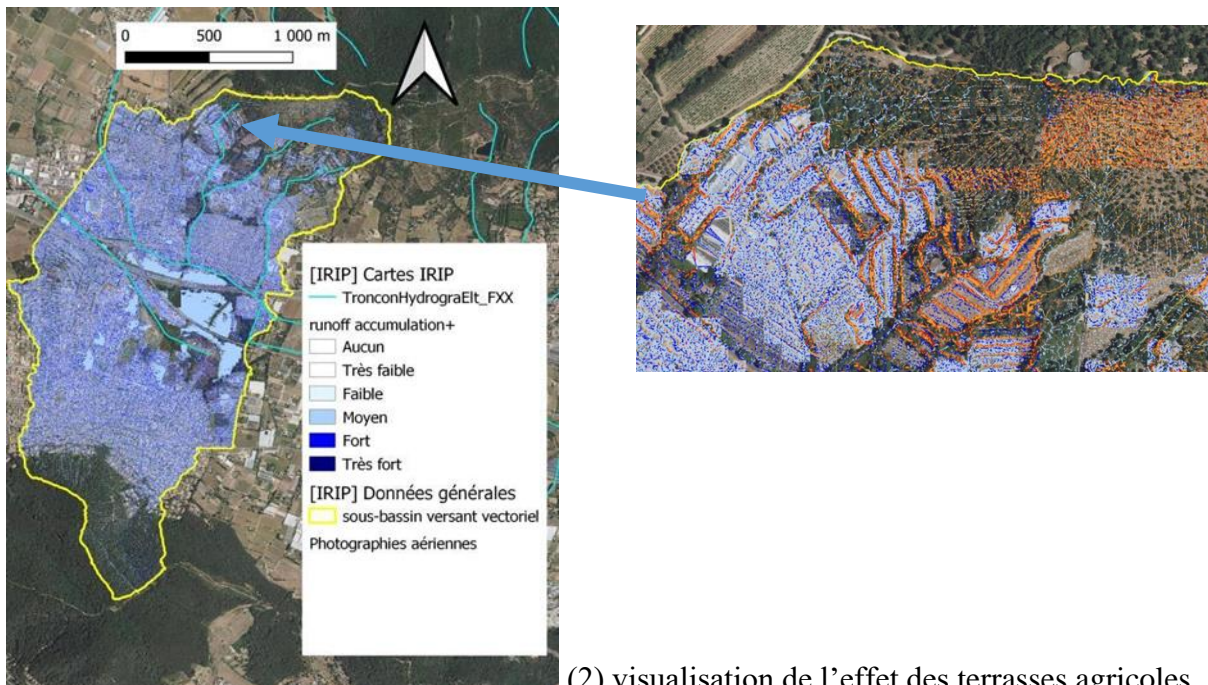 0 500 1 000 m
[IRIP] Cartes IRIP
TronconHydrograElt_FXX
runoff accumulation+
Aucun
Très faible
Faible
Moyen
Fort
Très fort
[IRIP] Données générales
sous-bassin versant vectoriel
Photographies aériennes
(2) visualisation de l'effet des terrasses agricoles